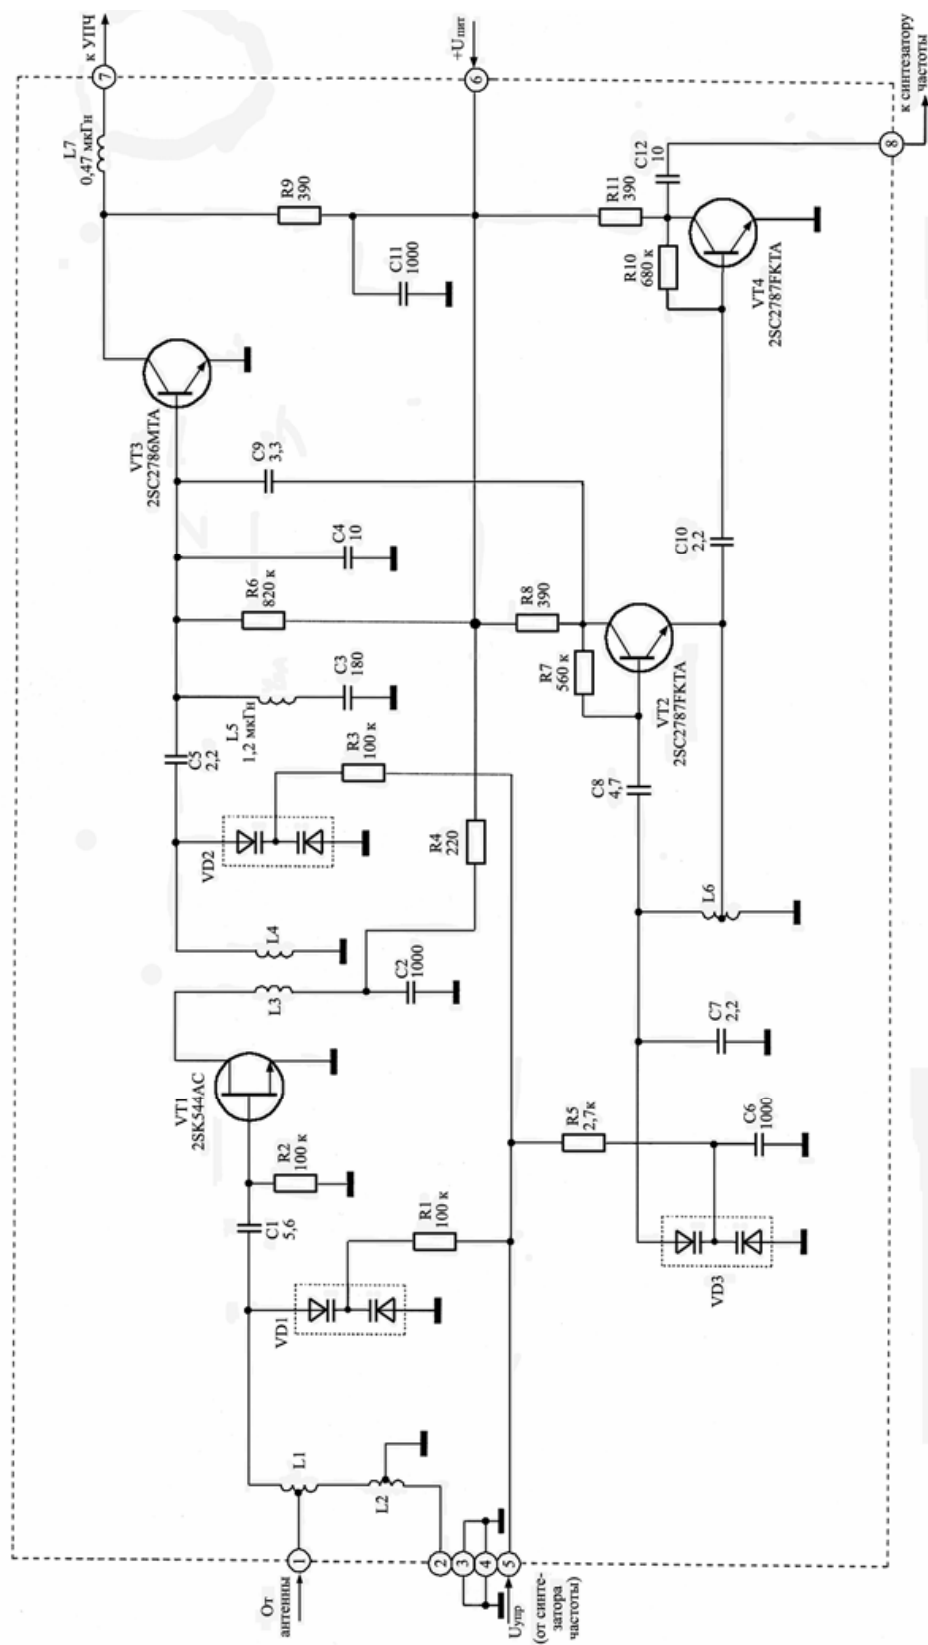 От
антенны
1
2
3
4
5
Uупр
(от синте-
затора
частоты)
L1
L2
VD1
R1
100 к
C1
5,6
R2
100 к
VT1
2SK544AC
L3
L4
C2
1000
VD2
C5
2,2
R3
100 к
L5
1,2 мкГн
C3
180
R6
820 к
C4
10
C9
3,3
VT3
2SC2786MTA
R9
390
C11
1000
L7
0,47 мкГн
7
к УПЧ
6
+Uпит
R4
220
R5
2,7к
C6
1000
VD3
C7
2,2
L6
C8
4,7
R7
560 к
R8
390
VT2
2SC2787FKTA
C10
2,2
R10
680 к
R11
390
C12
10
VT4
2SC2787FKTA
8
к синтезатору
частоты